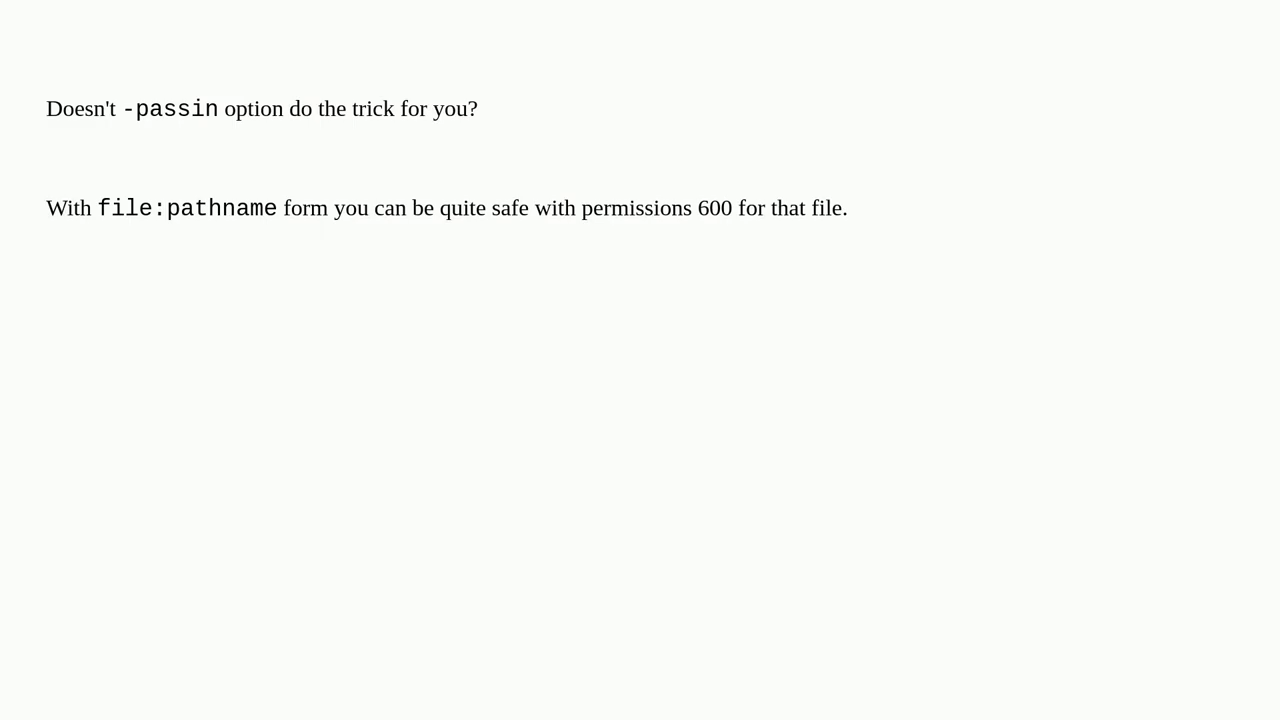 Doesn't -passin option do the trick for you?
With file:pathname form you can be quite safe with permissions 600 for that file.